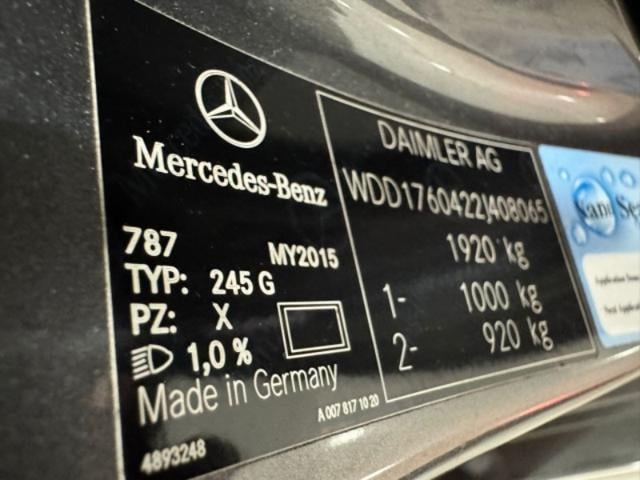 Mercedes-Benz
787 MY2015
TYP: 245 G
PZ: X
1,0 %
Made in Germany
A 007 817 10 20
4893248
DAIMLER AG
WDD1760422J408065
1920 kg
1- 1000 kg
2- 920 kg